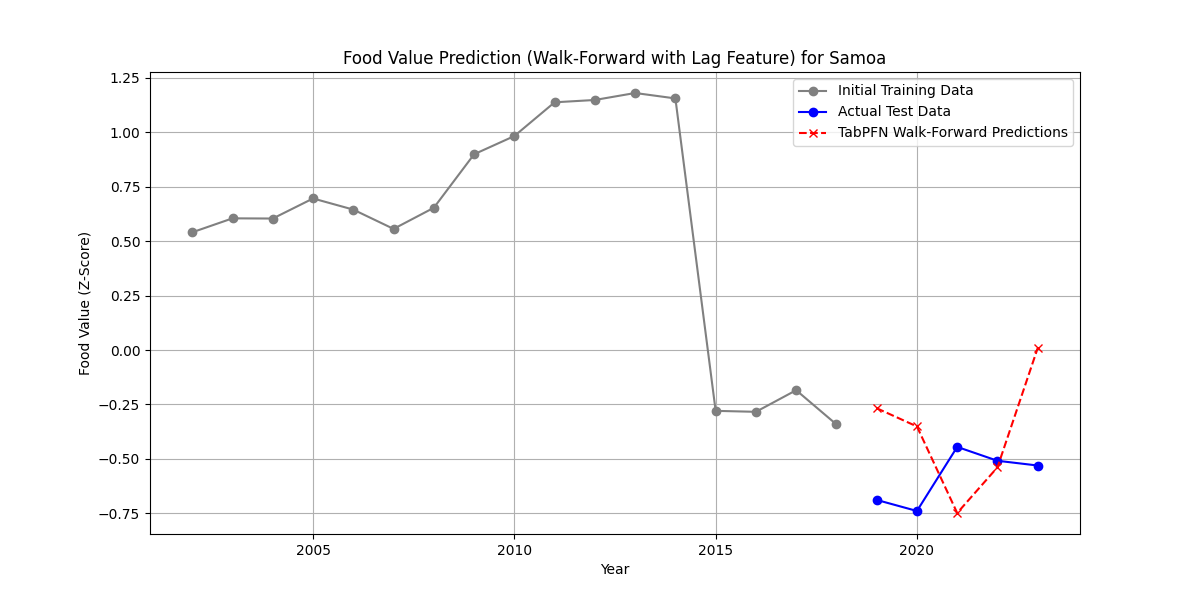 Food Value Prediction (Walk-Forward with Lag Feature) for Samoa
Initial Training Data
Actual Test Data
TabPFN Walk-Forward Predictions
Food Value (Z-Score)
1.25
1.00
0.75
0.50
0.25
0.00
−0.25
−0.50
−0.75
2005
2010
2015
2020
Year